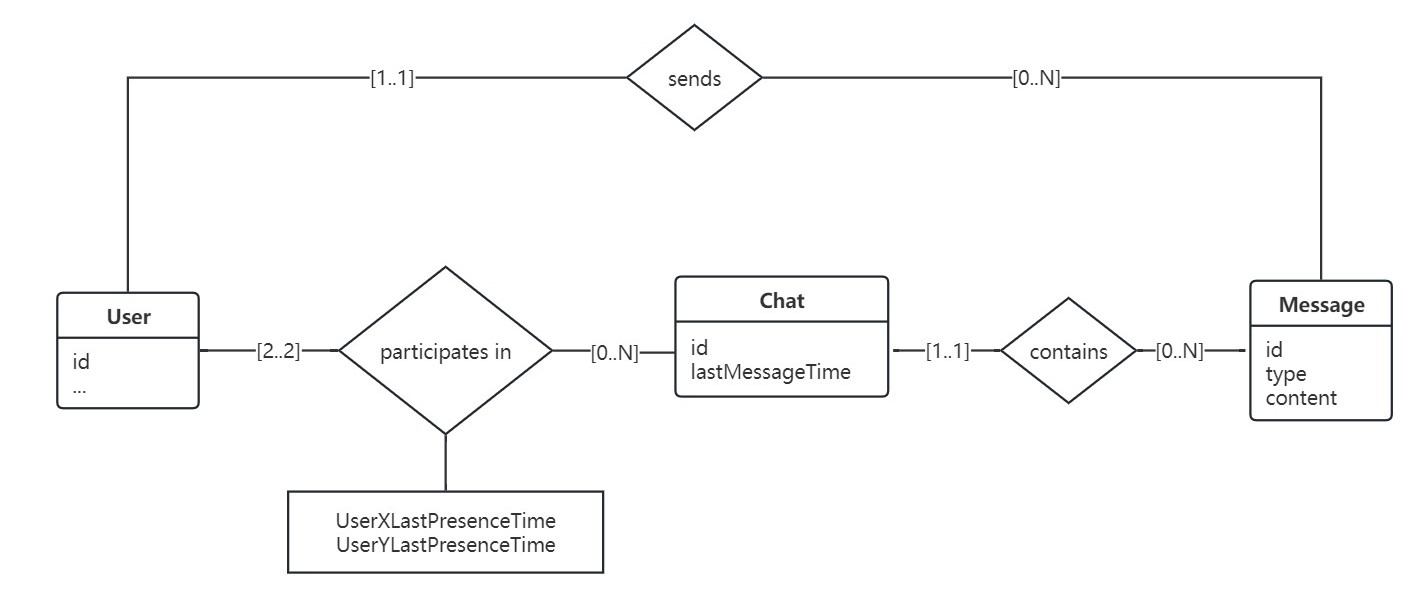 sends
[1..1]
[0..N]
User
id
...
[2..2]
participates in
[0..N]
Chat
id
lastMessageTime
[1..1]
contains
[0..N]
Message
id
type
content
UserXLastPresenceTime
UserYLastPresenceTime